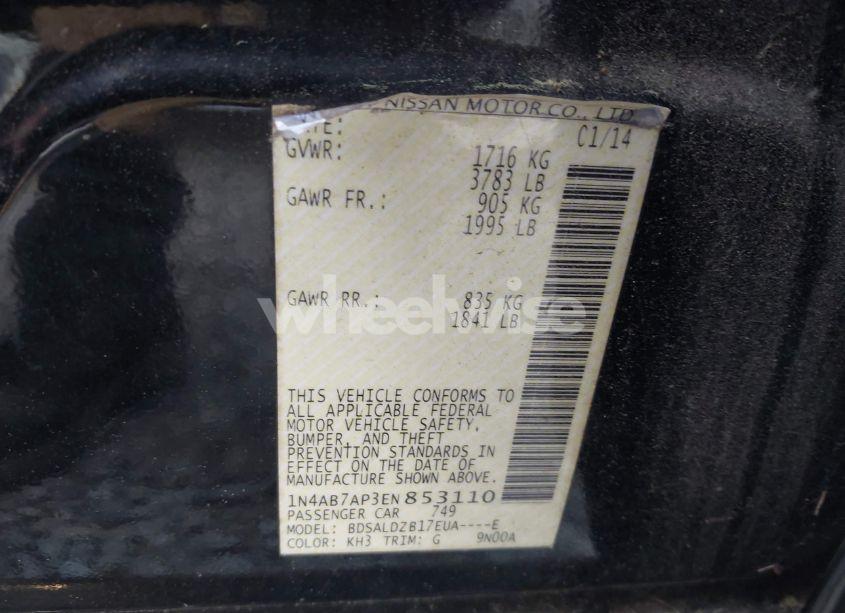 NISSAN MOTOR CO., LTD.
C1/14
GVWR: 1716 KG
3783 LB
GAWR FR.: 905 KG
1995 LB
GAWR RR.: 835 KG
1841 LB
wheelwise
THIS VEHICLE CONFORMS TO
ALL APPLICABLE FEDERAL
MOTOR VEHICLE SAFETY,
BUMPER, AND THEFT
PREVENTION STANDARDS IN
EFFECT ON THE DATE OF
MANUFACTURE SHOWN ABOVE.
1N4AB7AP3EN853110
PASSENGER CAR 749
MODEL: BDSALDZB17EUA----E
COLOR: KH3 TRIM: G 9N00A